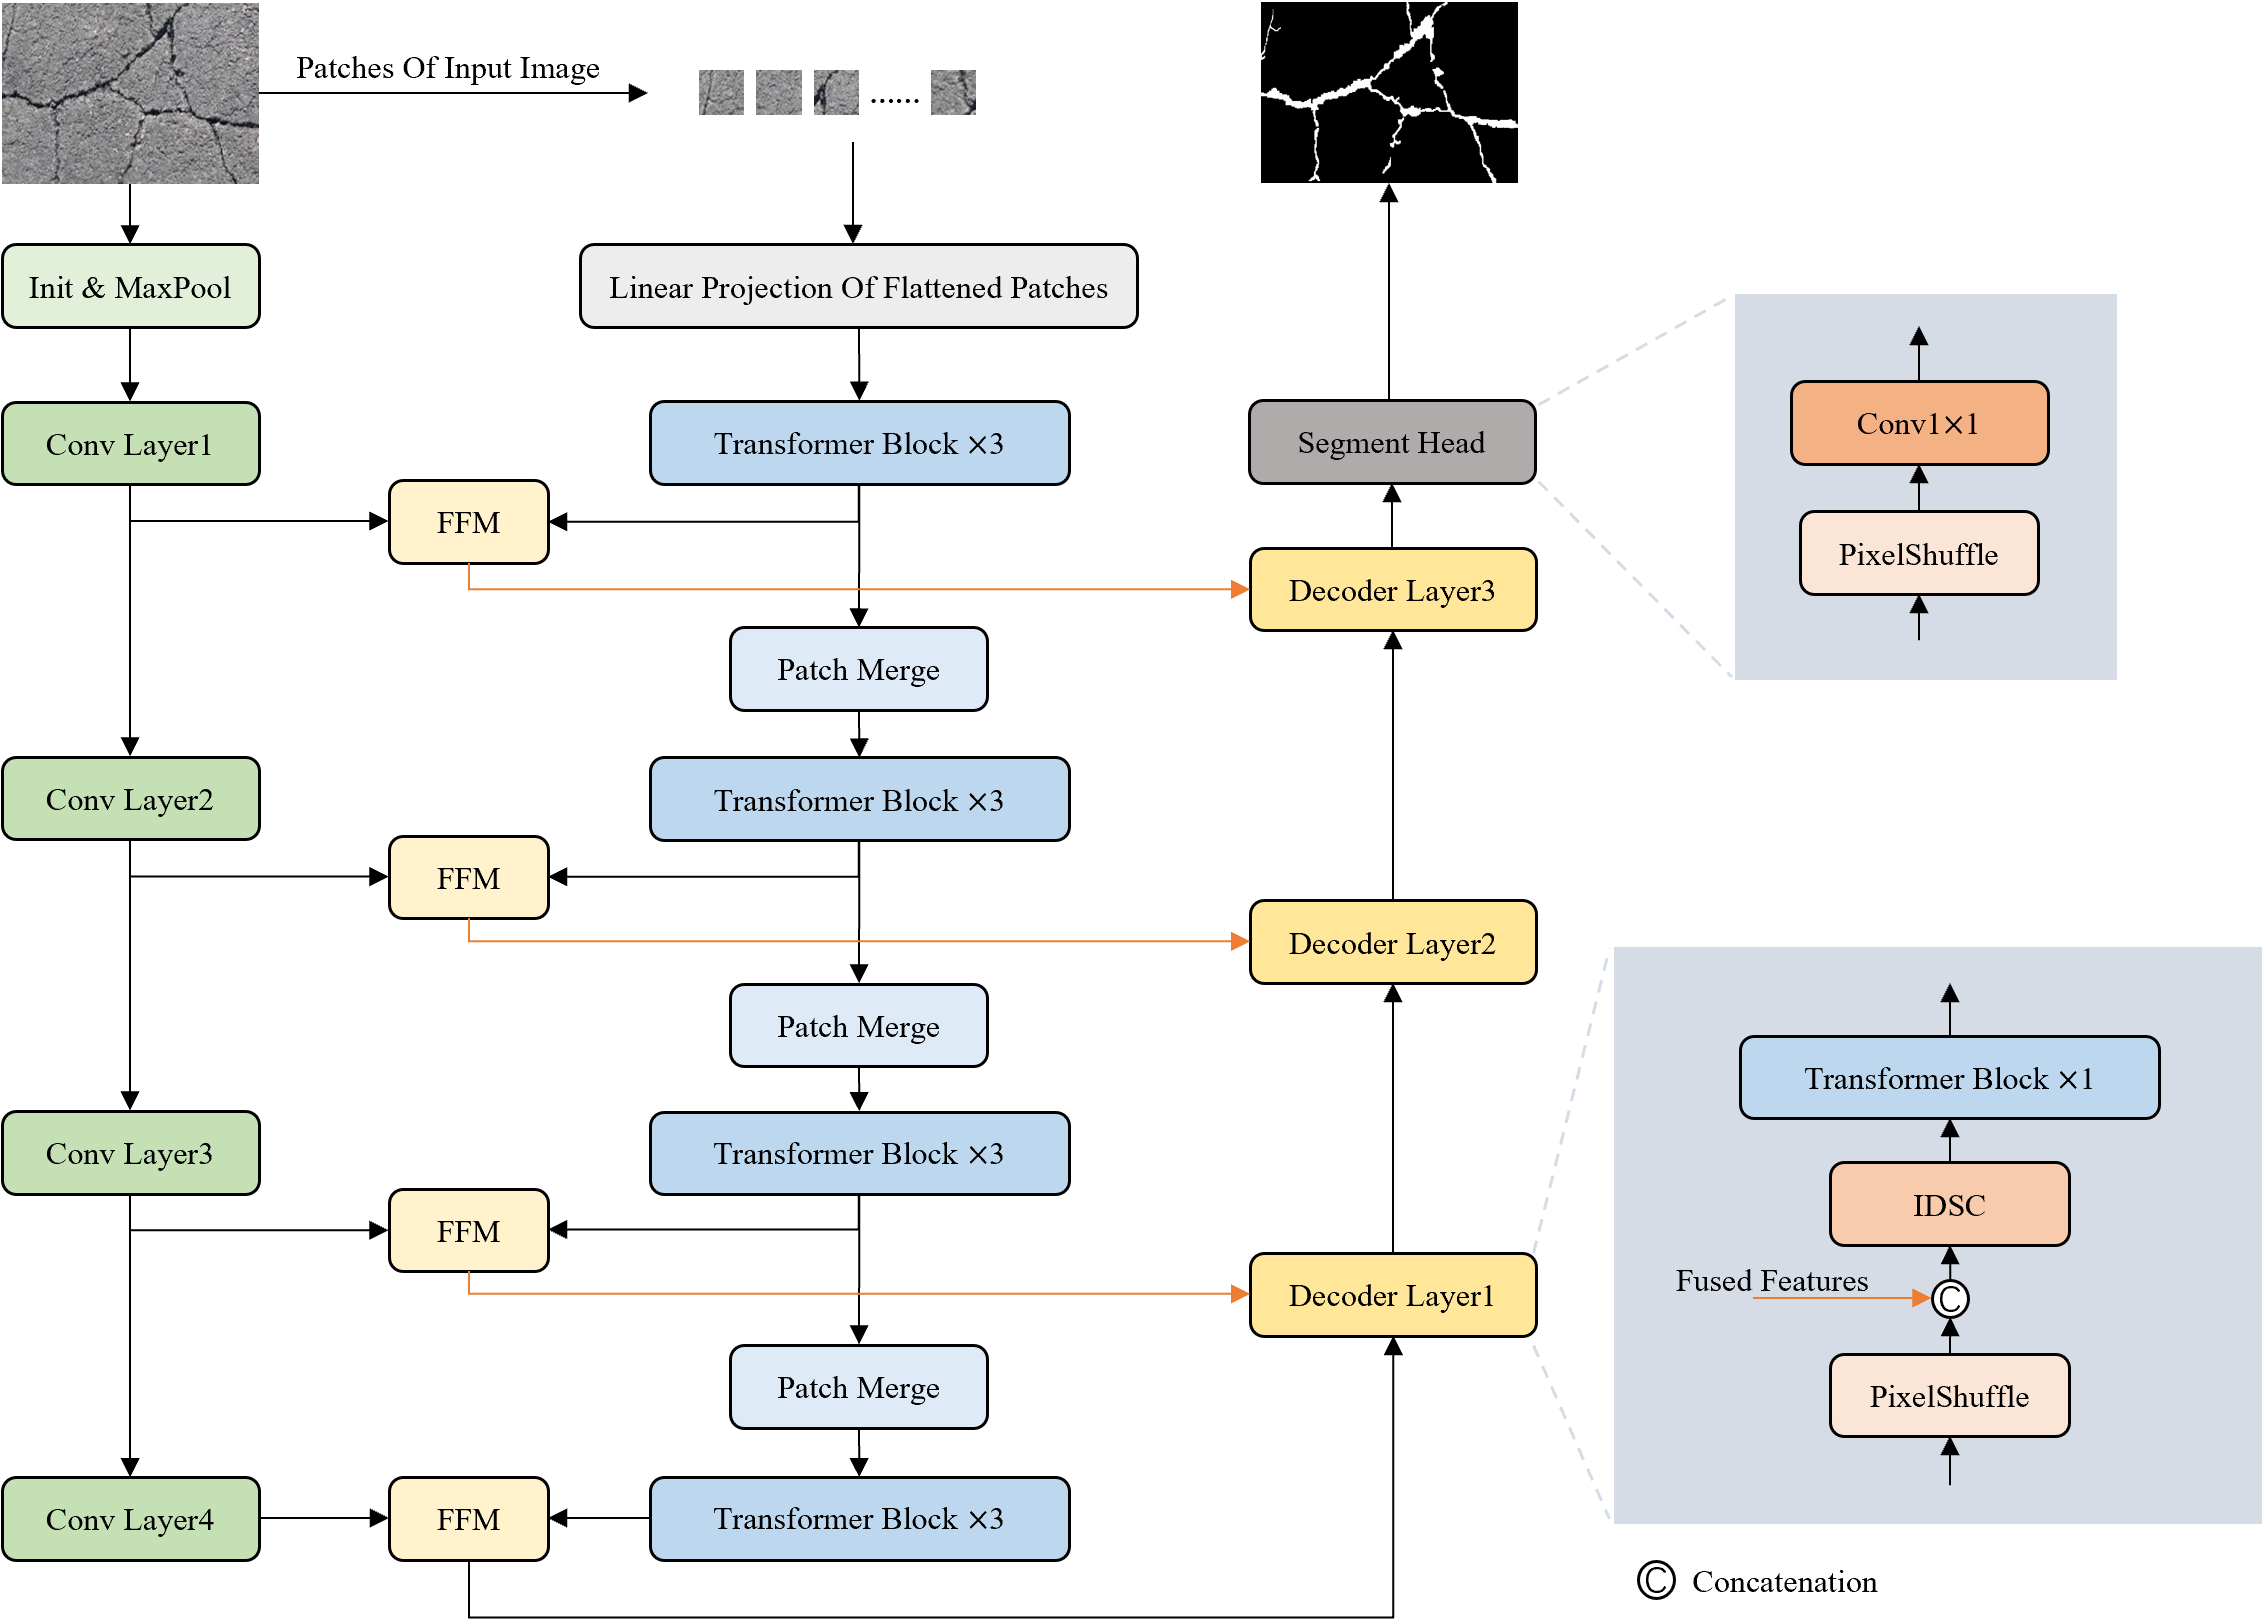 Patches Of Input Image
......
Init & MaxPool
Linear Projection Of Flattened Patches
Conv Layer1
Transformer Block ×3
Segment Head
Conv1×1
FFM
PixelShuffle
Decoder Layer3
Patch Merge
Conv Layer2
Transformer Block ×3
FFM
Decoder Layer2
Patch Merge
Transformer Block ×1
Conv Layer3
Transformer Block ×3
IDSC
FFM
Fused Features
C
Decoder Layer1
Patch Merge
PixelShuffle
Conv Layer4
FFM
Transformer Block ×3
C Concatenation